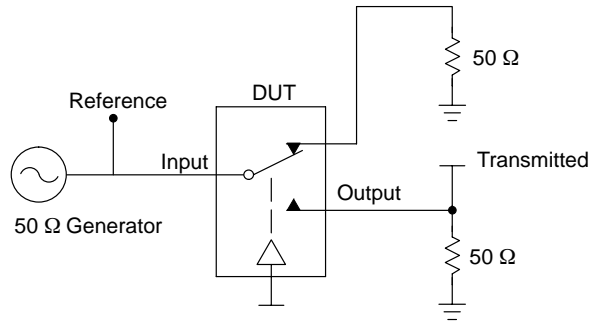 50 Ω
DUT
Reference
Input
Transmitted
Output
50 Ω Generator
50 Ω